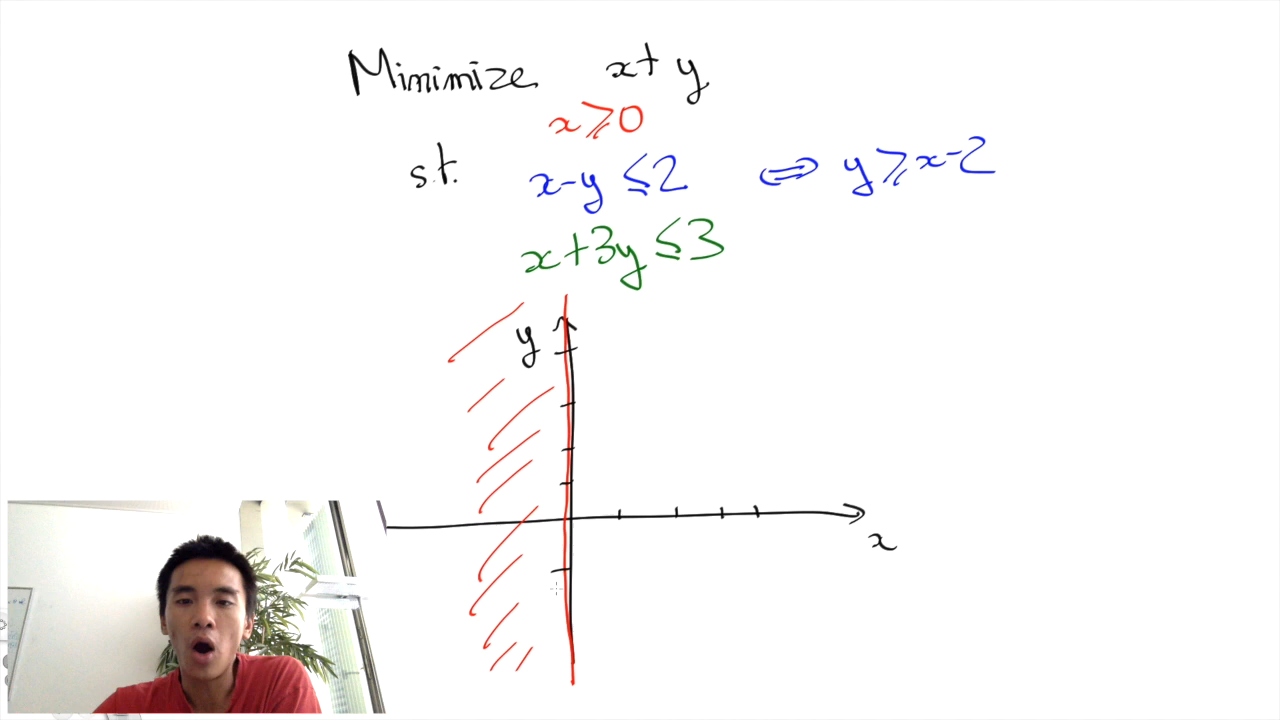 Minimize x+y
x⩾0
s.t. x-y ≤2 ⇔ y⩾x-2
x+3y ≤3
y
x